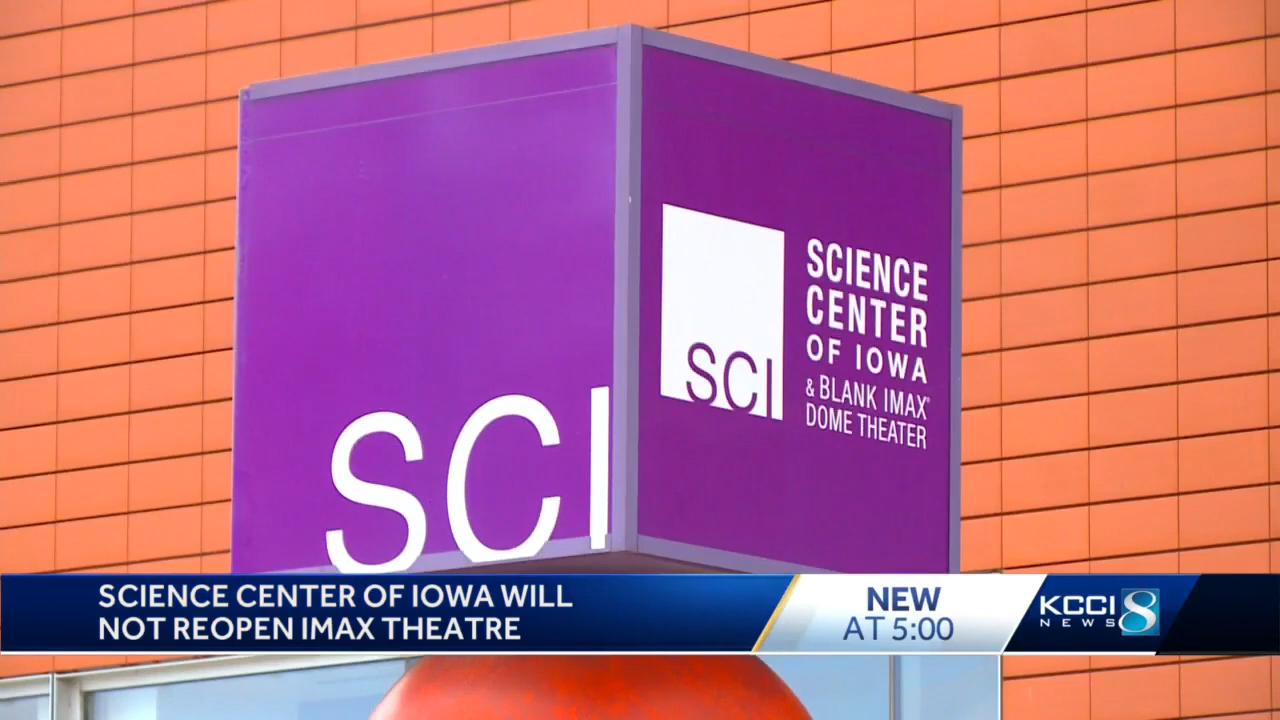 SCI
SCI
SCIENCE
CENTER
OF IOWA
& BLANK IMAX®
DOME THEATER
SCIENCE CENTER OF IOWA WILL
NOT REOPEN IMAX THEATRE
NEW
AT 5:00
KCCI 8
NEWS